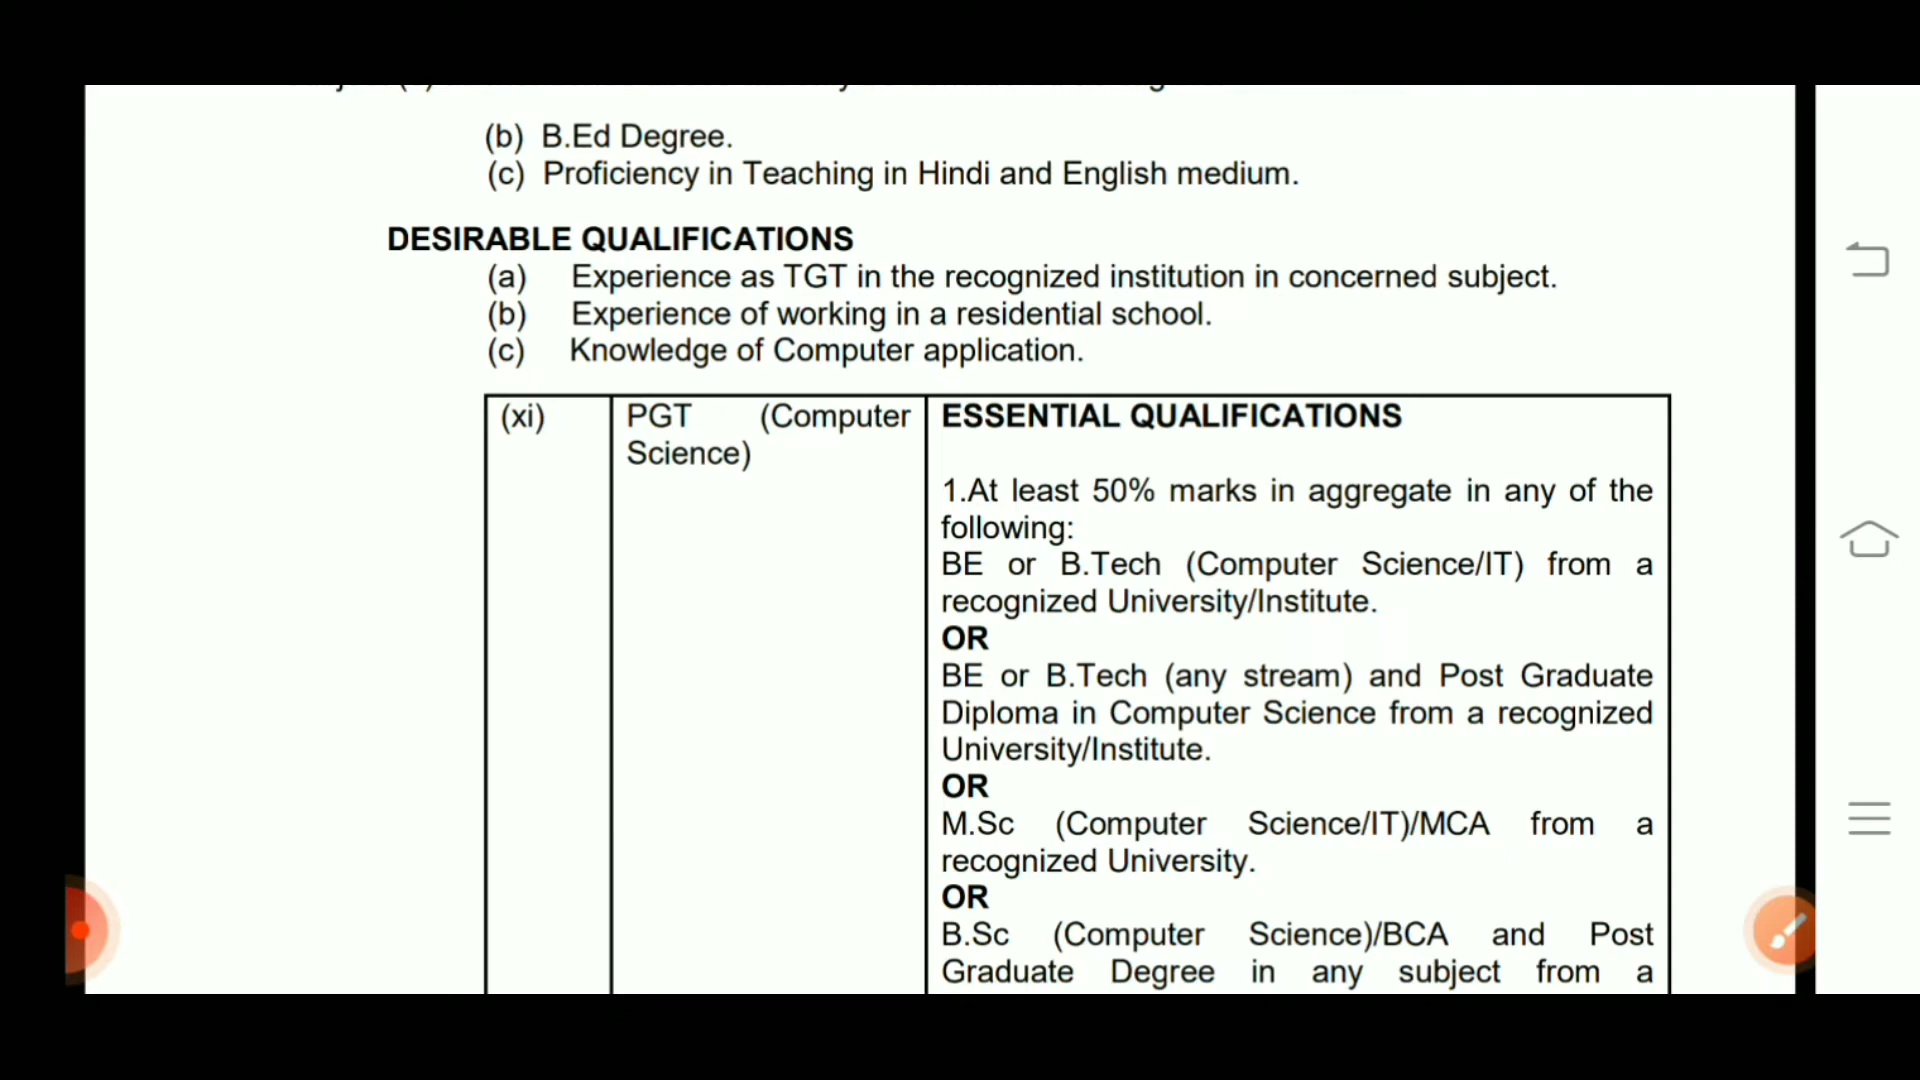 (b) B.Ed Degree.
(c) Proficiency in Teaching in Hindi and English medium.
DESIRABLE QUALIFICATIONS
(a) Experience as TGT in the recognized institution in concerned subject.
(b) Experience of working in a residential school.
(c) Knowledge of Computer application.
(xi) PGT (Computer
Science)
ESSENTIAL QUALIFICATIONS
1.At least 50% marks in aggregate in any of the
following:
BE or B.Tech (Computer Science/IT) from a
recognized University/Institute.
OR
BE or B.Tech (any stream) and Post Graduate
Diploma in Computer Science from a recognized
University/Institute.
OR
M.Sc (Computer Science/IT)/MCA from a
recognized University.
OR
B.Sc (Computer Science)/BCA and Post
Graduate Degree in any subject from a